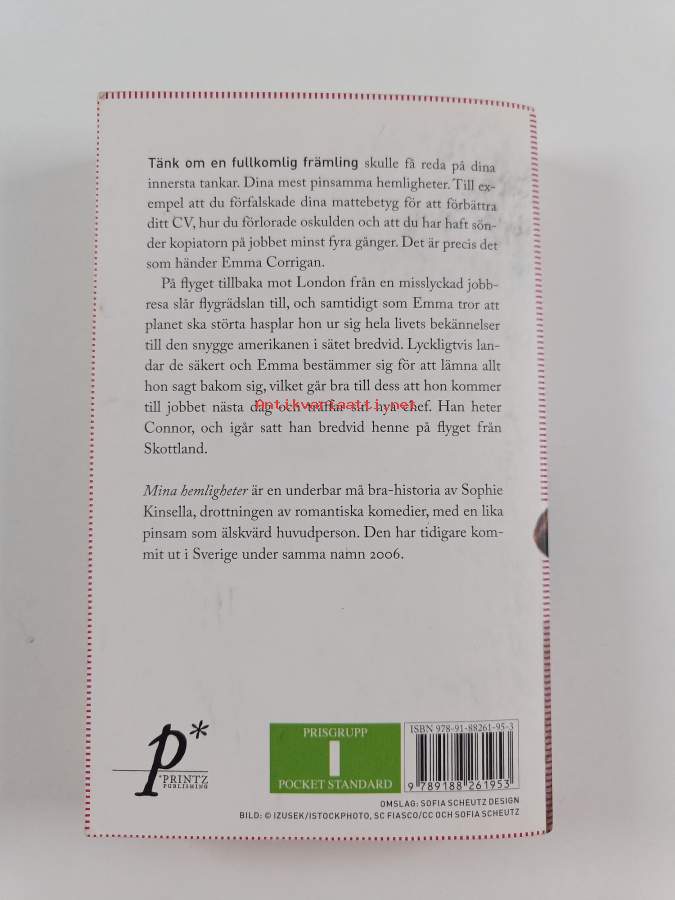 Tänk om en fullkomlig främling skulle få reda på dina
innersta tankar. Dina mest pinsamma hemligheter. Till ex-
empel att du förfalskade dina mattebetyg för att förbättra
ditt CV, hur du förlorade oskulden och att du har haft sön-
der kopiatorn på jobbet minst fyra gånger. Det är precis det
som händer Emma Corrigan.
På flyget tillbaka mot London från en misslyckad jobb-
resa slår flygrädslan till, och samtidigt som Emma tror att
planet ska störta hasplar hon ur sig hela livets bekännelser
till den snygge amerikanen i sätet bredvid. Lyckligtvis lan-
dar de säkert och Emma bestämmer sig för att lämna allt
hon sagt bakom sig, vilket går bra till dess att hon kommer
till jobbet nästa dag och träffar sin nya chef. Han heter
Antikvariaatti.net
Connor, och igår satt han bredvid henne på flyget från
Skottland.
Mina hemligheter är en underbar må bra-historia av Sophie
Kinsella, drottningen av romantiska komedier, med en lika
pinsam som älskvärd huvudperson. Den har tidigare kom-
mit ut i Sverige under samma namn 2006.
p*
*PRINTZ
PUBLISHING
PRISGRUPP
I
POCKET STANDARD
ISBN 978-91-88261-95-3
9 789188 261953
OMSLAG: SOFIA SCHEUTZ DESIGN
BILD: © IZUSEK/ISTOCKPHOTO, SC FIASCO/CC OCH SOFIA SCHEUTZ